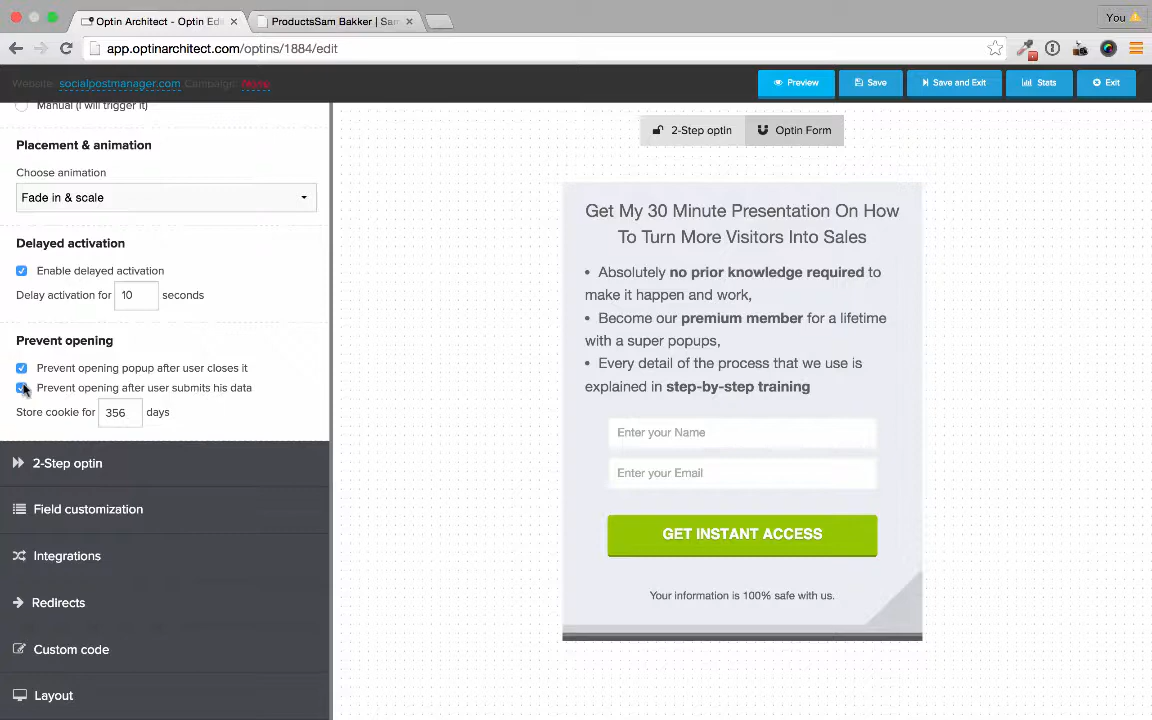 Optin Architect - Optin Edi
ProductsSam Bakker | Sam
You
app.optinarchitect.com/optins/1884/edit
Website: socialpostmanager.com Campaign: None
Preview
Save
Save and Exit
Stats
Exit
Manual (I will trigger it)
Placement & animation
Choose animation
Fade in & scale
Delayed activation
Enable delayed activation
Delay activation for 10 seconds
Prevent opening
Prevent opening popup after user closes it
Prevent opening after user submits his data
Store cookie for 356 days
2-Step optin
Field customization
Integrations
Redirects
Custom code
Layout
2-Step optin
Optin Form
Get My 30 Minute Presentation On How
To Turn More Visitors Into Sales
• Absolutely no prior knowledge required to
make it happen and work,
• Become our premium member for a lifetime
with a super popups,
• Every detail of the process that we use is
explained in step-by-step training
Enter your Name
Enter your Email
GET INSTANT ACCESS
Your information is 100% safe with us.